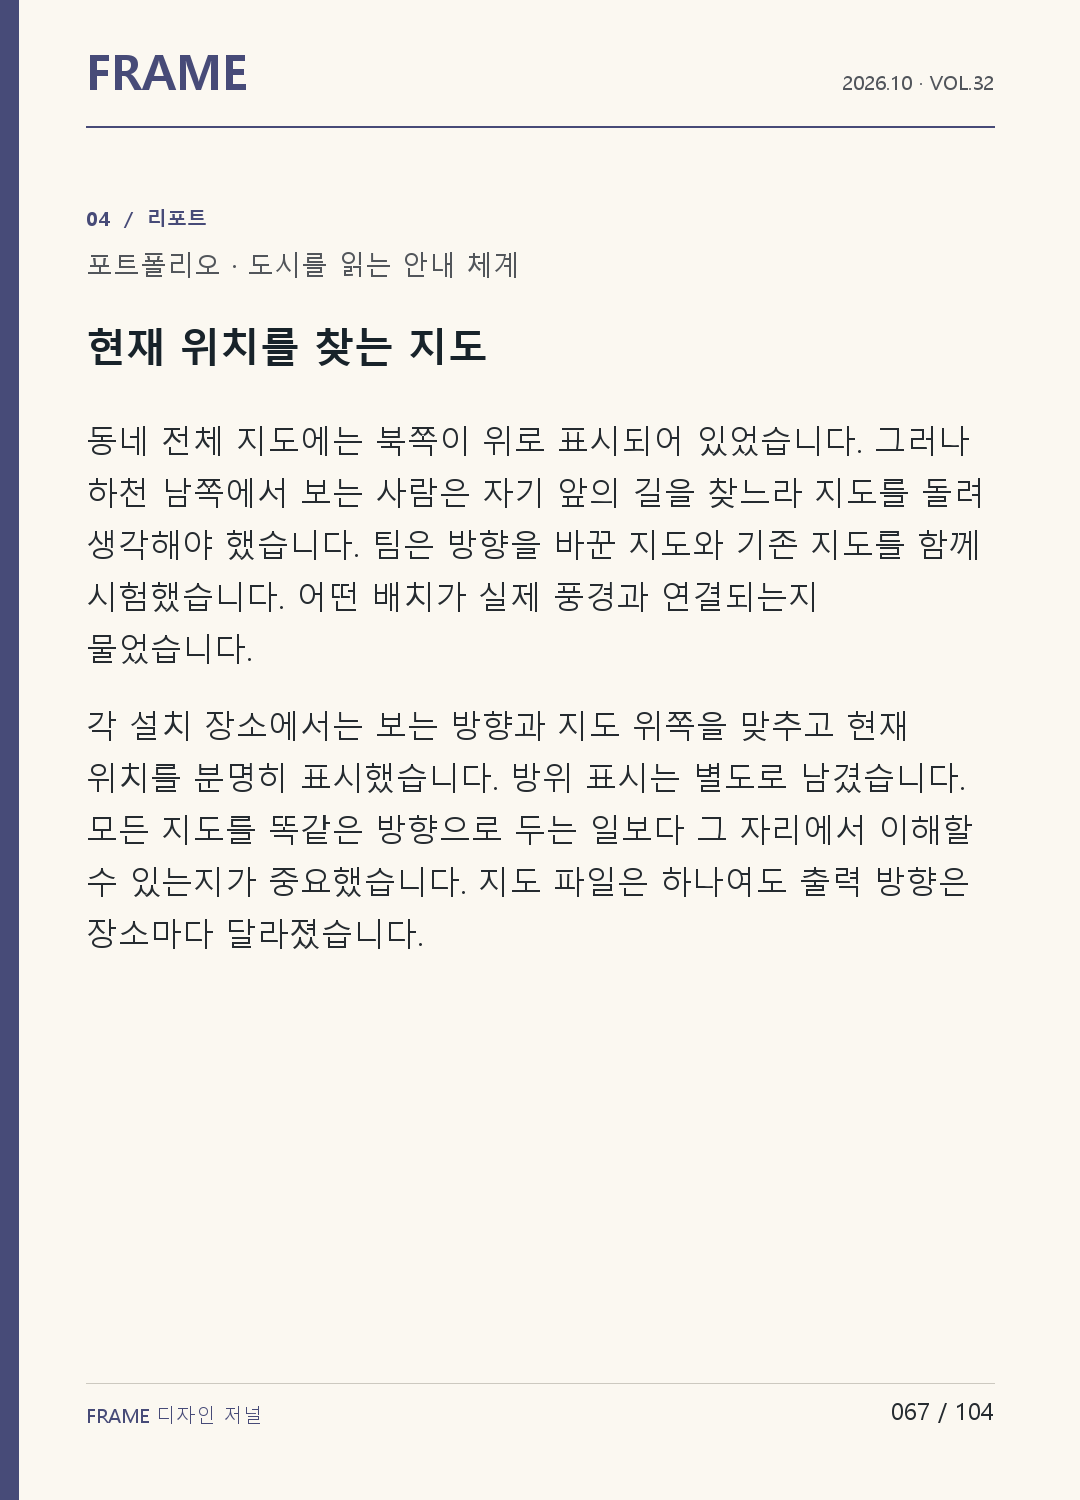 FRAME
2026.10 · VOL.32
04 / 리포트
포트폴리오 · 도시를 읽는 안내 체계
현재 위치를 찾는 지도
동네 전체 지도에는 북쪽이 위로 표시되어 있었습니다. 그러나
하천 남쪽에서 보는 사람은 자기 앞의 길을 찾느라 지도를 돌려
생각해야 했습니다. 팀은 방향을 바꾼 지도와 기존 지도를 함께
시험했습니다. 어떤 배치가 실제 풍경과 연결되는지
물었습니다.
각 설치 장소에서는 보는 방향과 지도 위쪽을 맞추고 현재
위치를 분명히 표시했습니다. 방위 표시는 별도로 남겼습니다.
모든 지도를 똑같은 방향으로 두는 일보다 그 자리에서 이해할
수 있는지가 중요했습니다. 지도 파일은 하나여도 출력 방향은
장소마다 달라졌습니다.
FRAME 디자인 저널
067 / 104